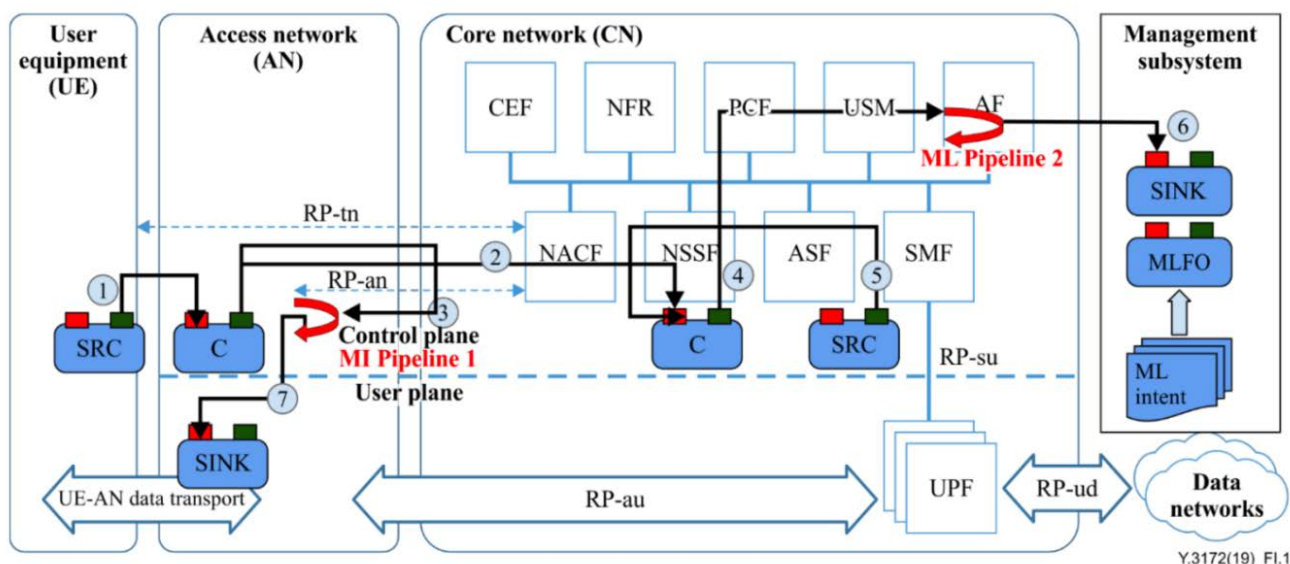 User
equipment
(UE)
Access network
(AN)
Core network (CN)
Management
subsystem
CEF
NFR
PCF
USM
AF
ML Pipeline 2
6
SINK
MLFO
ML
intent
RP-tn
NACF
NSSF
ASF
SMF
1
2
RP-an
3
4
5
SRC
C
Control plane
MI Pipeline 1
C
SRC
RP-su
User plane
7
SINK
UE-AN data transport
RP-au
UPF
RP-ud
Data
networks
Y.3172(19)_FI.1